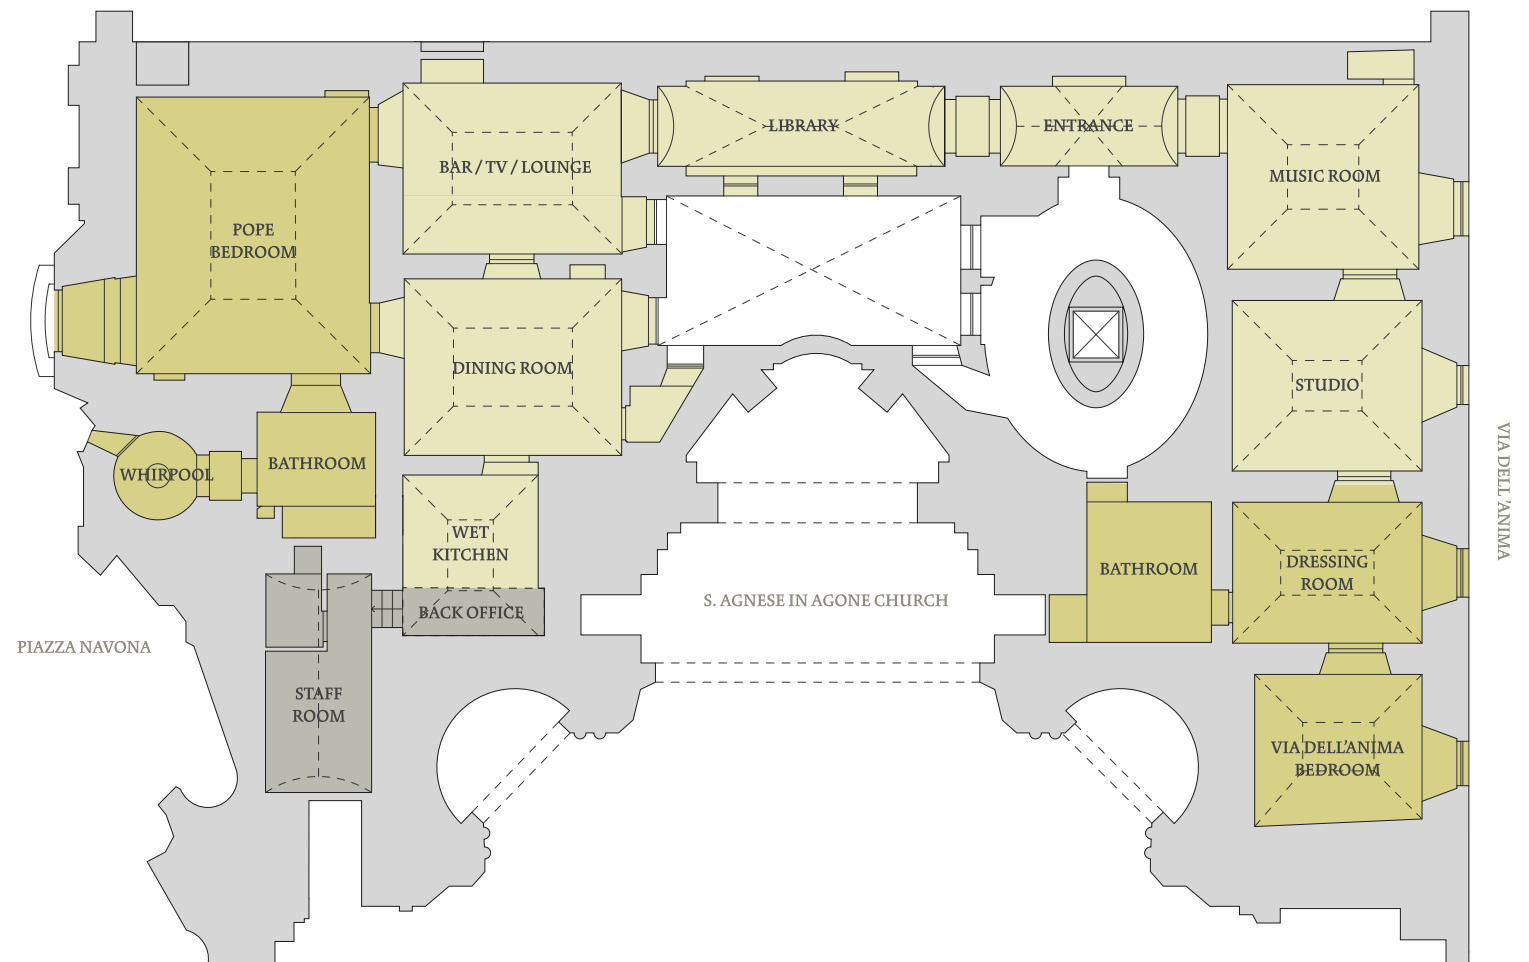 LIBRARY
ENTRANCE
BAR / TV / LOUNGE
MUSIC ROOM
POPE
BEDROOM
DINING ROOM
STUDIO
WHIRPOOL
BATHROOM
WET
KITCHEN
BACK OFFICE
S. AGNESE IN AGONE CHURCH
BATHROOM
DRESSING
ROOM
VIA DELL 'ANIMA
PIAZZA NAVONA
STAFF
ROOM
VIA DELL'ANIMA
BEDROOM